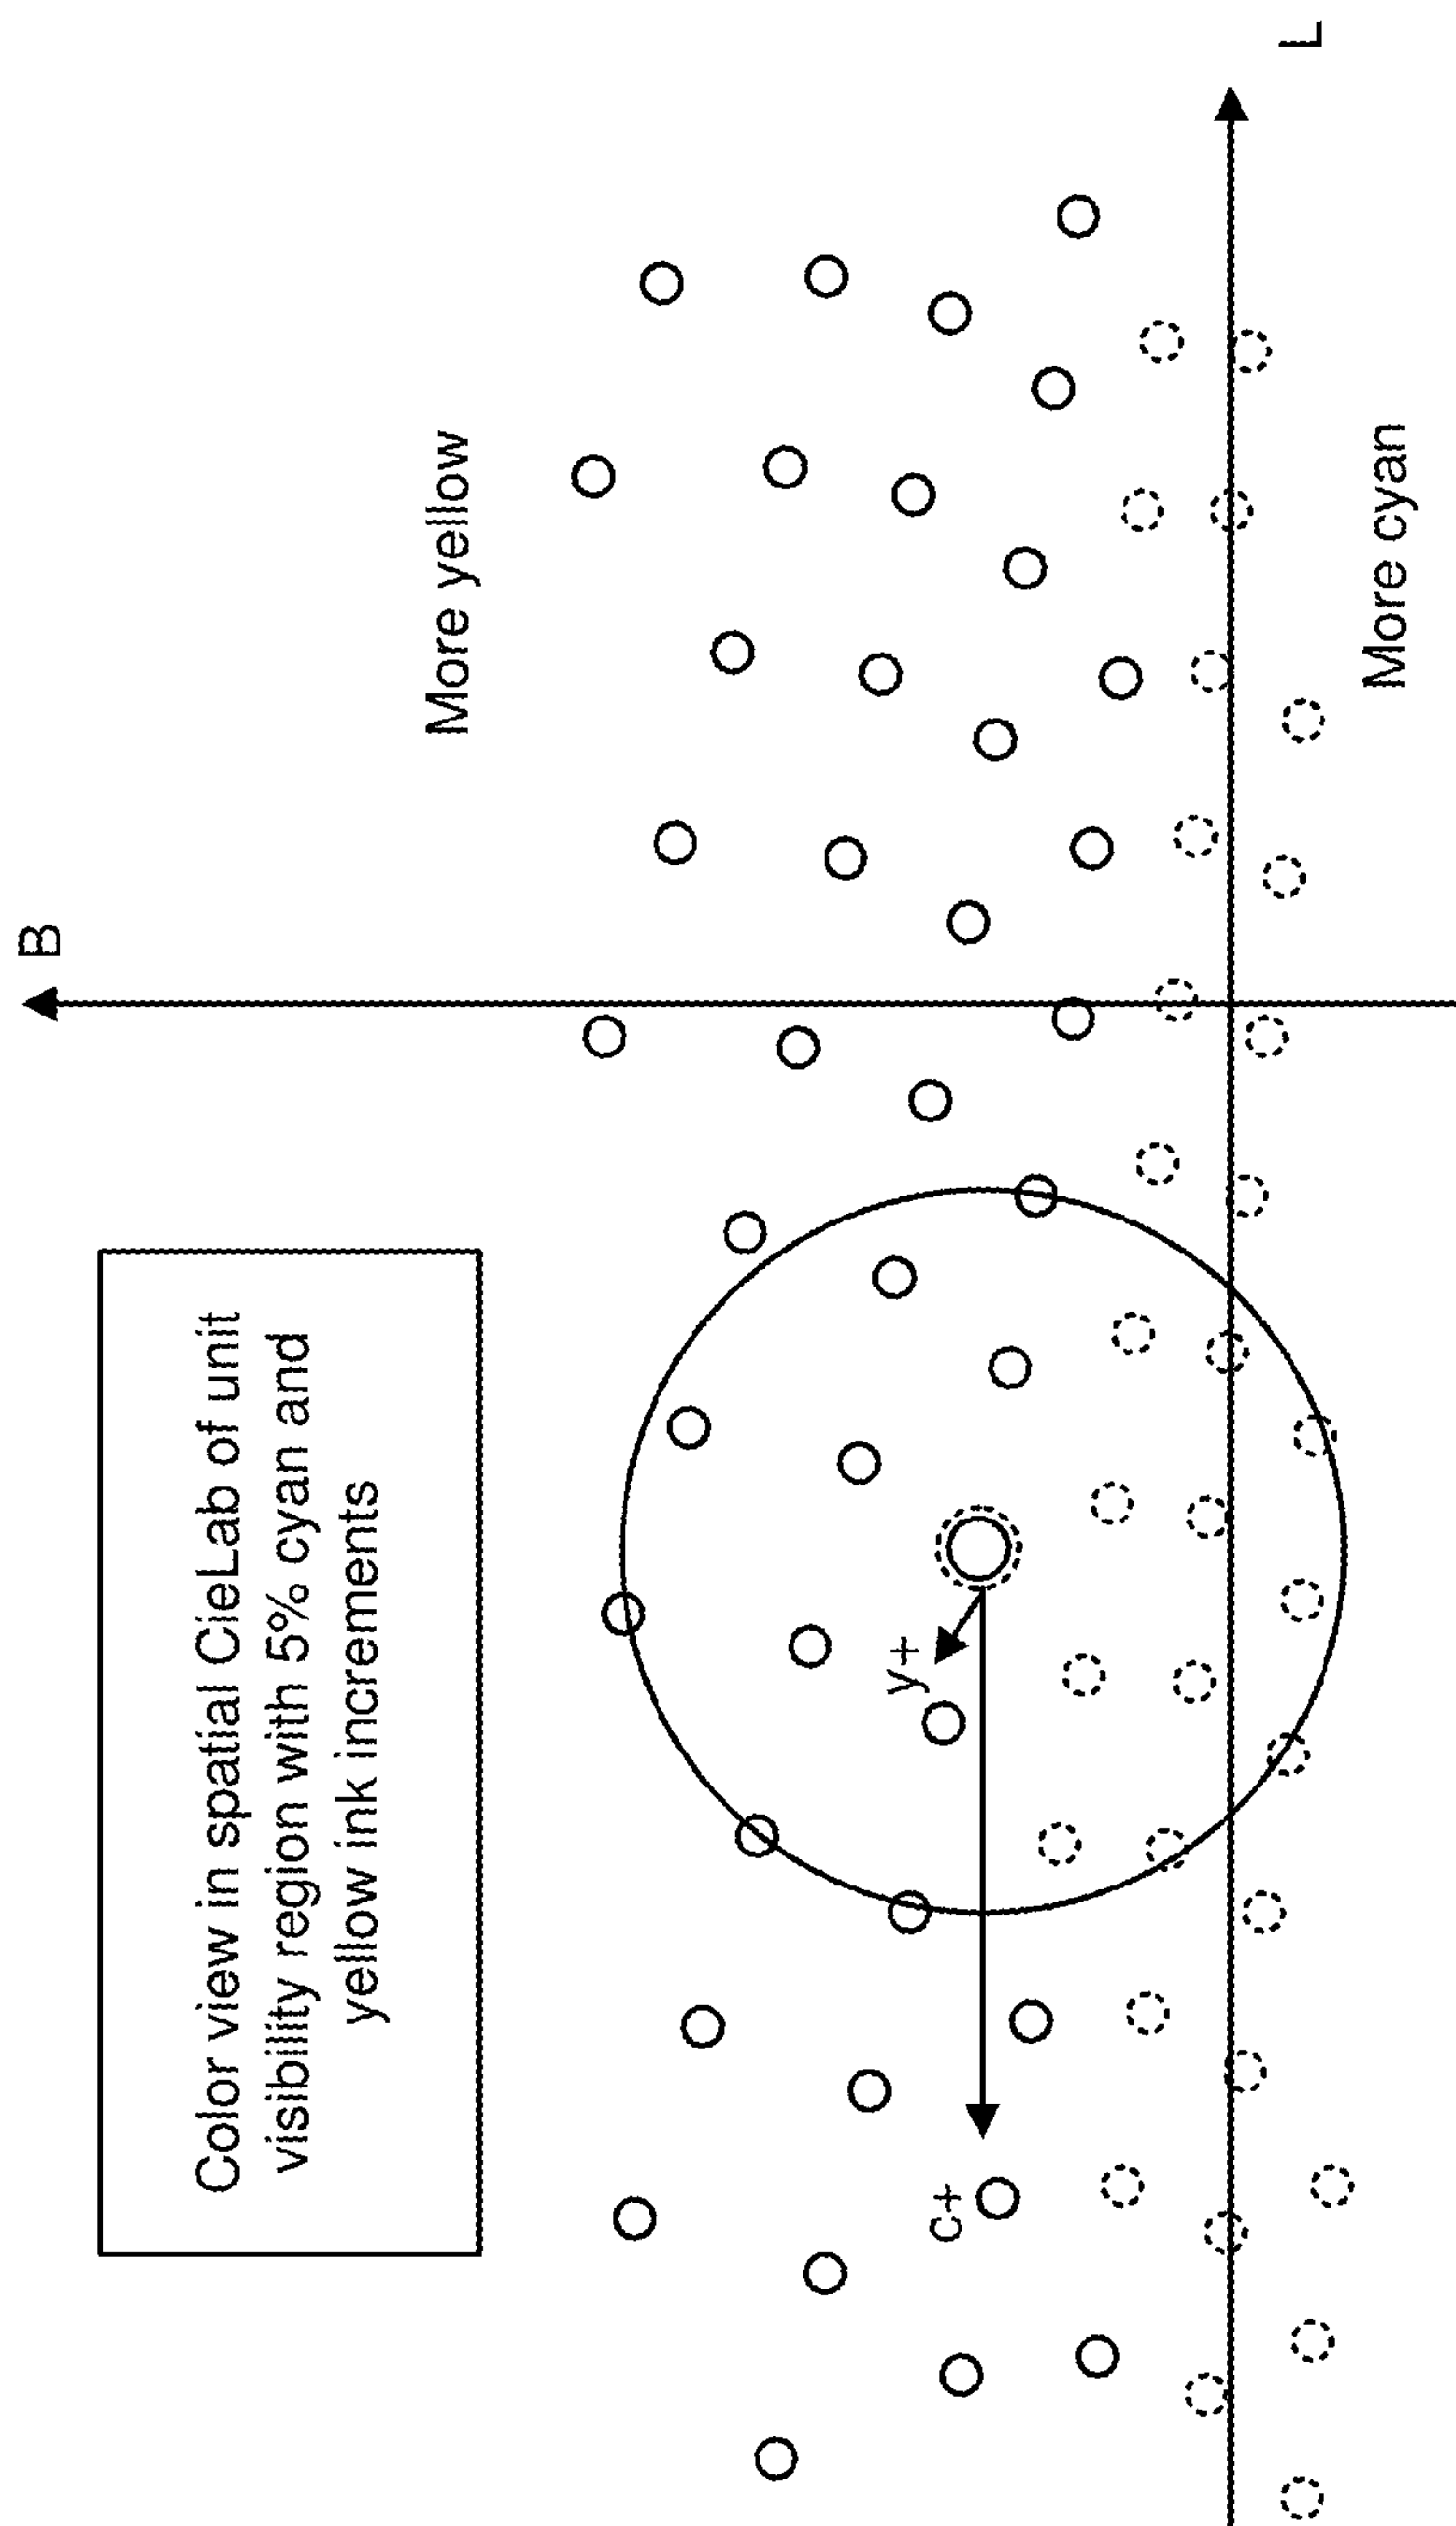 Color view in spatial CieLab of unit
visibility region with 5% cyan and
yellow ink increments
B
More yellow
y+
c+
L
More cyan